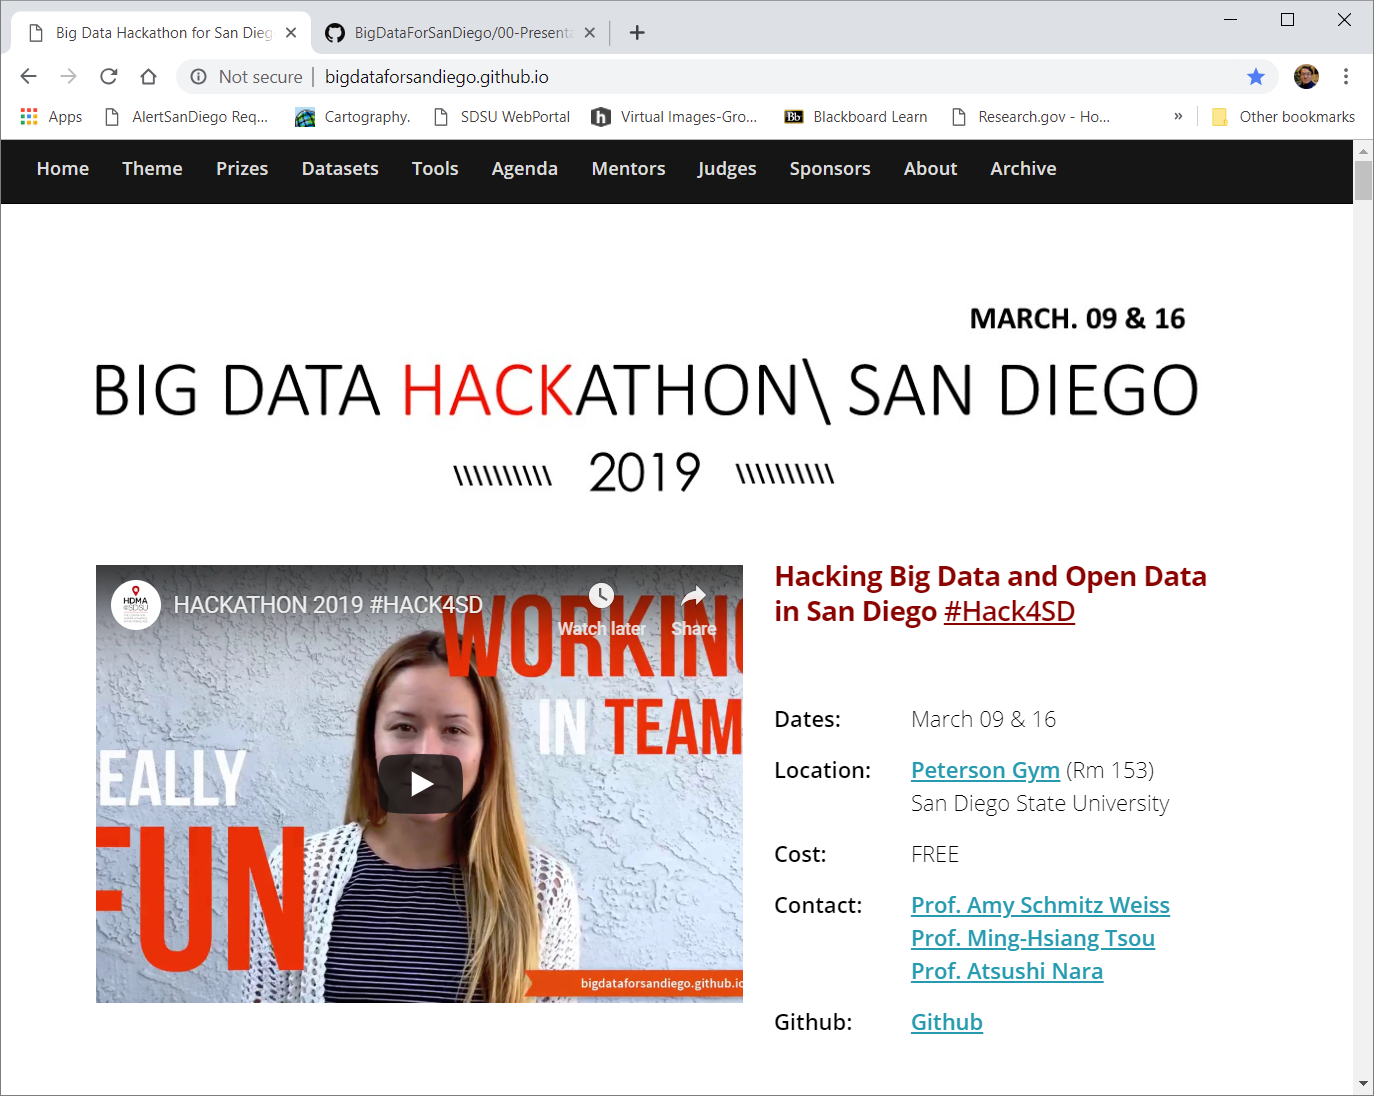 Big Data Hackathon for San Dieg
BigDataForSanDiego/00-Presenta
Not secure
bigdataforsandiego.github.io
Apps
AlertSanDiego Req...
Cartography.
SDSU WebPortal
Virtual Images-Gro...
Bb
Blackboard Learn
Research.gov - Ho...
»
Other bookmarks
Home
Theme
Prizes
Datasets
Tools
Agenda
Mentors
Judges
Sponsors
About
Archive
MARCH. 09 & 16
BIG DATA HACKATHON\ SAN DIEGO
\\\\\\\\\\ 2019 \\\\\\\\\\
HDMA
@SDSU
HACKATHON 2019 #HACK4SD
Watch later
Share
WORKING
IN TEAM
EALLY
FUN
bigdataforsandiego.github.io
Hacking Big Data and Open Data
in San Diego #Hack4SD
Dates: March 09 & 16
Location: Peterson Gym (Rm 153)
San Diego State University
Cost: FREE
Contact: Prof. Amy Schmitz Weiss
Prof. Ming-Hsiang Tsou
Prof. Atsushi Nara
Github: Github